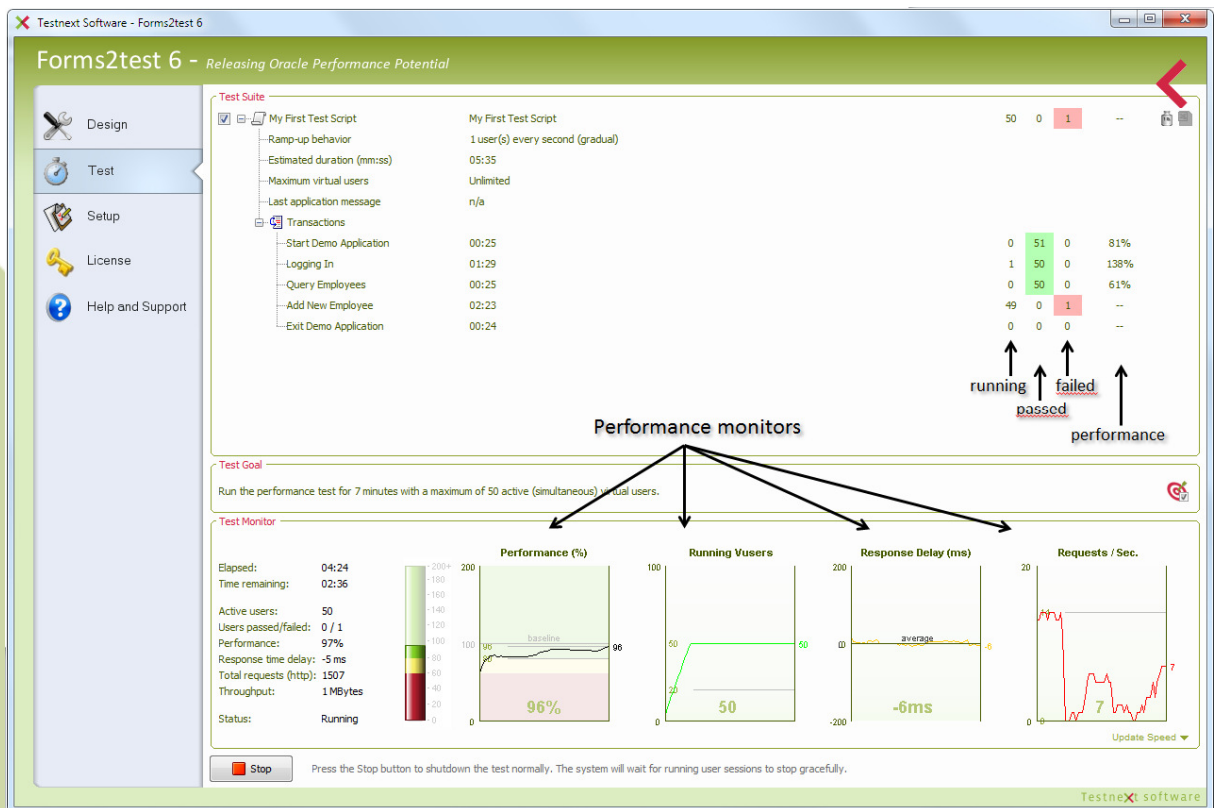 Testnext Software - Forms2test 6
Forms2test 6 - Releasing Oracle Performance Potential
Design
Test
Setup
License
Help and Support
Test Suite
My First Test Script My First Test Script 50 0 1 --
Ramp-up behavior 1 user(s) every second (gradual)
Estimated duration (mm:ss) 05:35
Maximum virtual users Unlimited
Last application message n/a
Transactions
Start Demo Application 00:25 0 51 0 81%
Logging In 01:29 1 50 0 138%
Query Employees 00:25 0 50 0 61%
Add New Employee 02:23 49 0 1 --
Exit Demo Application 00:24 0 0 0 --
running
passed
failed
performance
Performance monitors
Test Goal
Run the performance test for 7 minutes with a maximum of 50 active (simultaneous) virtual users.
Test Monitor
Elapsed: 04:24
Time remaining: 02:36
Active users: 50
Users passed/failed: 0 / 1
Performance: 97%
Response time delay: -5 ms
Total requests (http): 1507
Throughput: 1 MBytes
Status: Running
200+
180
160
140
120
100
80
60
40
20
0
Performance (%)
200
100
0
baseline
96
80
96
96%
Running Vusers
100
0
50
20
50
50
Response Delay (ms)
200
0
-200
average
-6
-6ms
Requests / Sec.
20
0
14
0
7
7
Update Speed
Stop
Press the Stop button to shutdown the test normally. The system will wait for running user sessions to stop gracefully.
Testnext software